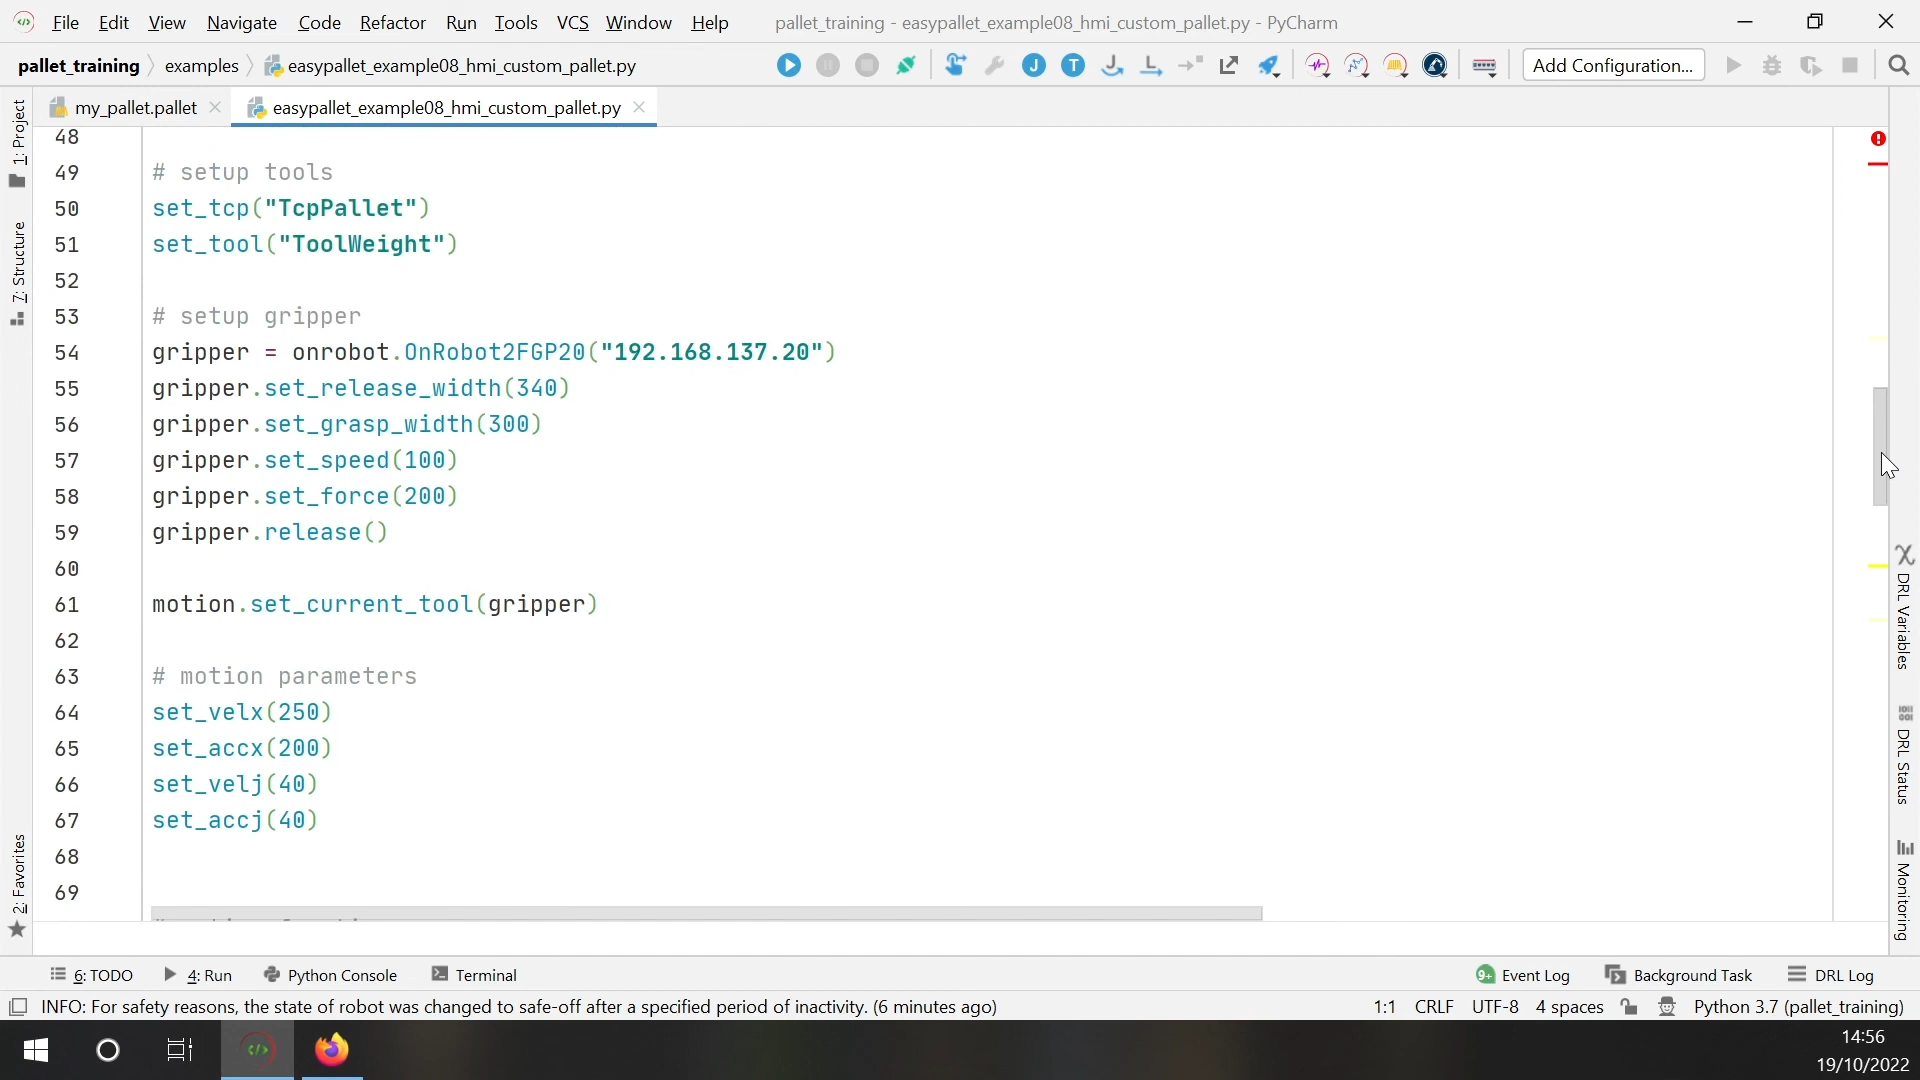 File Edit View Navigate Code Refactor Run Tools VCS Window Help pallet_training - easypallet_example08_hmi_custom_pallet.py - PyCharm
pallet_training examples easypallet_example08_hmi_custom_pallet.py J T Add Configuration...
my_pallet.pallet easypallet_example08_hmi_custom_pallet.py
1: Project
7: Structure
2: Favorites
48
49 # setup tools
50 set_tcp("TcpPallet")
51 set_tool("ToolWeight")
52
53 # setup gripper
54 gripper = onrobot.OnRobot2FGP20("192.168.137.20")
55 gripper.set_release_width(340)
56 gripper.set_grasp_width(300)
57 gripper.set_speed(100)
58 gripper.set_force(200)
59 gripper.release()
60
61 motion.set_current_tool(gripper)
62
63 # motion parameters
64 set_velx(250)
65 set_accx(200)
66 set_velj(40)
67 set_accj(40)
68
69
DRL Variables
DRL Status
Monitoring
6: TODO 4: Run Python Console Terminal 9+ Event Log Background Task DRL Log
INFO: For safety reasons, the state of robot was changed to safe-off after a specified period of inactivity. (6 minutes ago) 1:1 CRLF UTF-8 4 spaces Python 3.7 (pallet_training)
14:56
19/10/2022